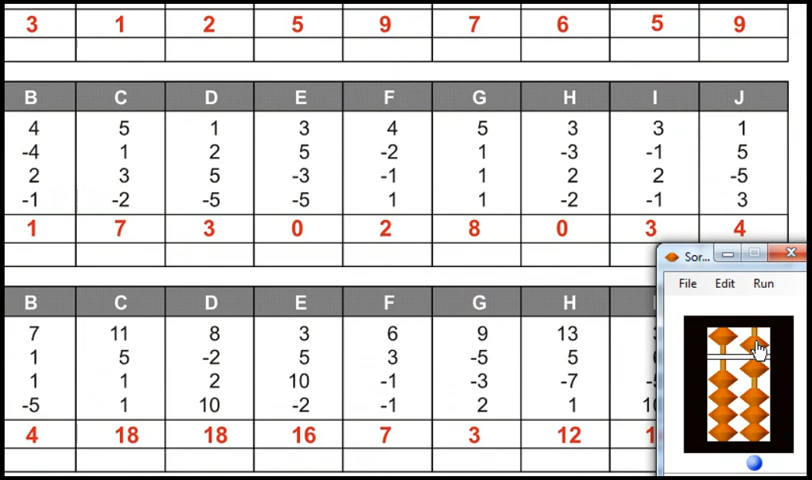 3 1 2 5 9 7 6 5 9
B C D E F G H I J
4 5 1 3 4 5 3 3 1
-4 1 2 5 -2 1 -3 -1 5
2 3 5 -3 -1 1 2 2 -5
-1 -2 -5 -5 1 1 -2 -1 3
1 7 3 0 2 8 0 3 4
Sor...
File Edit Run
B C D E F G H
7 11 8 3 6 9 13
1 5 -2 5 3 -5 5
1 1 2 10 -1 -3 -7
-5 1 10 -2 -1 2 1
4 18 18 16 7 3 12